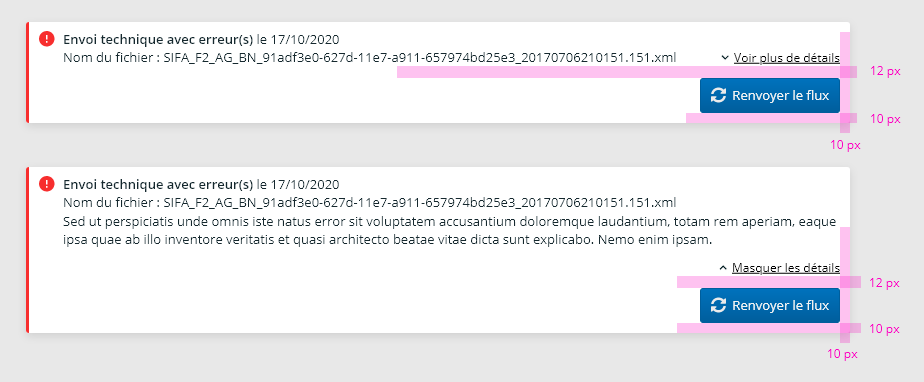 Envoi technique avec erreur(s) le 17/10/2020
Nom du fichier : SIFA_F2_AG_BN_91adf3e0-627d-11e7-a911-657974bd25e3_20170706210151.151.xml
Voir plus de détails
12 px
Renvoyer le flux
10 px
10 px
Envoi technique avec erreur(s) le 17/10/2020
Nom du fichier : SIFA_F2_AG_BN_91adf3e0-627d-11e7-a911-657974bd25e3_20170706210151.151.xml
Sed ut perspiciatis unde omnis iste natus error sit voluptatem accusantium doloremque laudantium, totam rem aperiam, eaque
ipsa quae ab illo inventore veritatis et quasi architecto beatae vitae dicta sunt explicabo. Nemo enim ipsam.
Masquer les détails
12 px
Renvoyer le flux
10 px
10 px